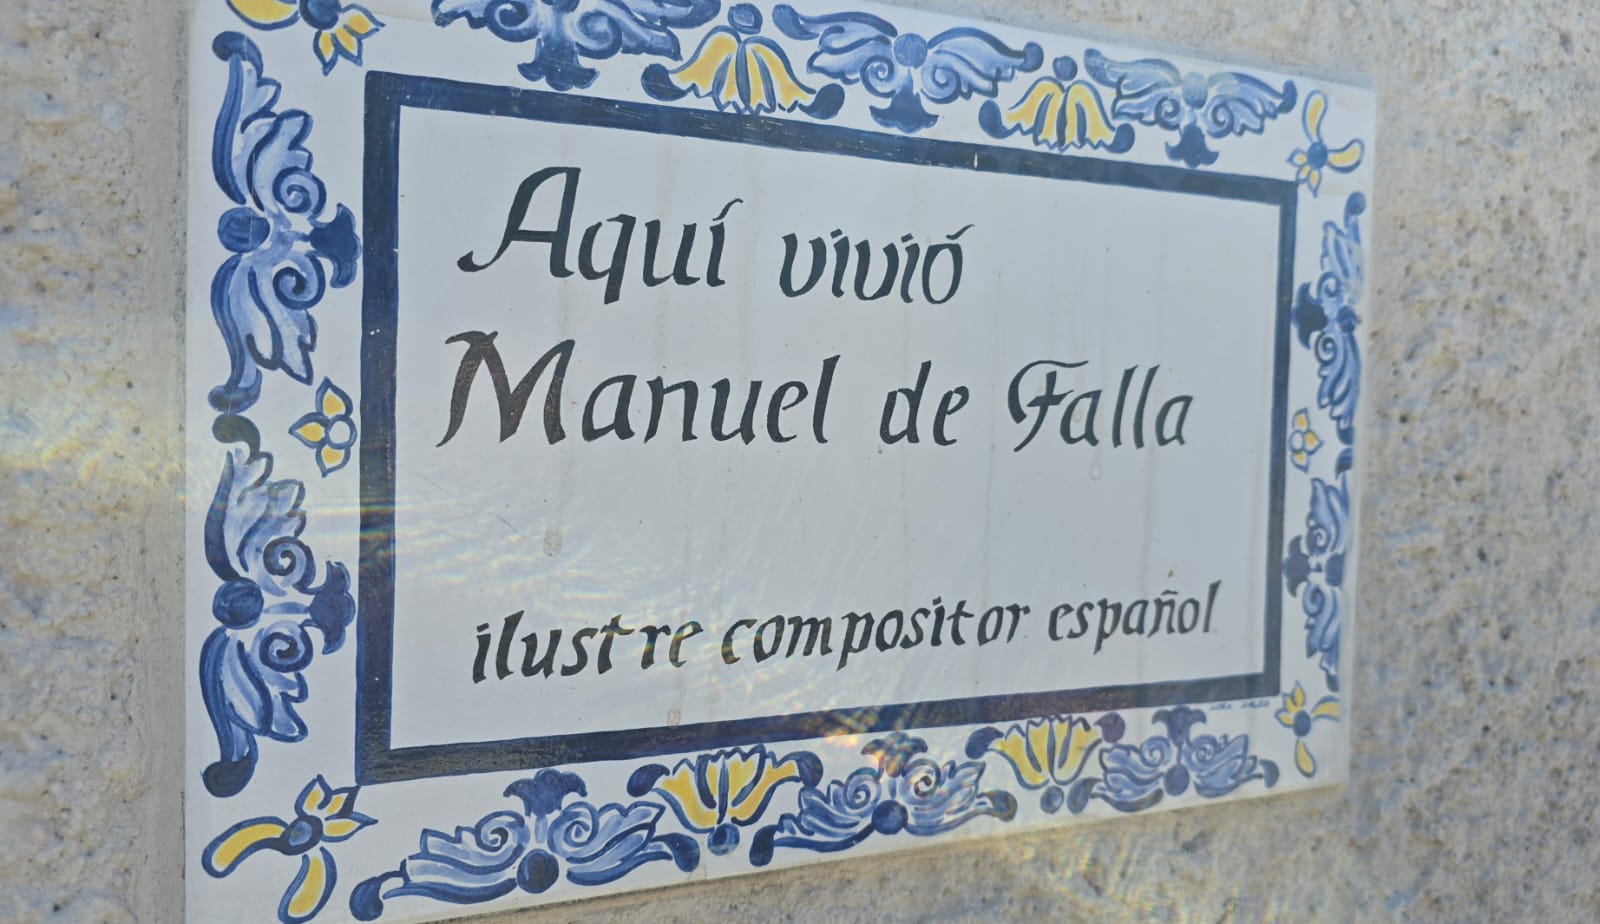 Aquí vivió
Manuel de Falla
ilustre compositor español